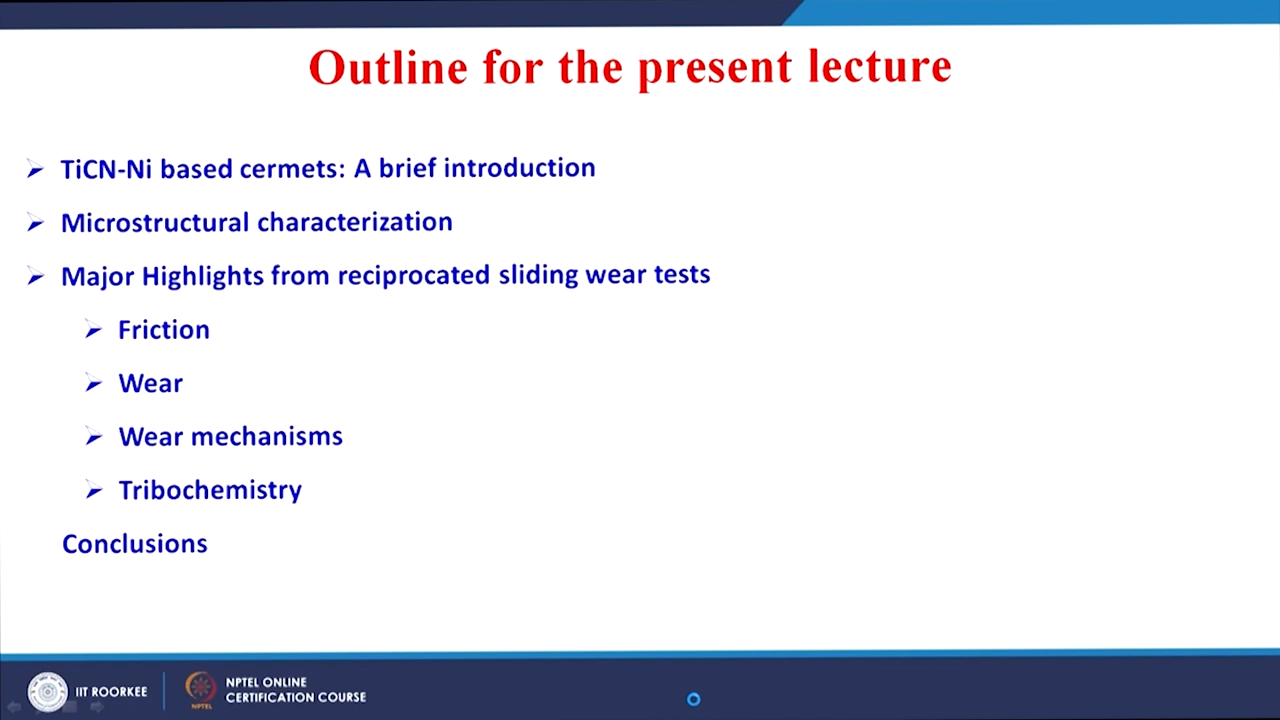 Outline for the present lecture
TiCN-Ni based cermets: A brief introduction
Microstructural characterization
Major Highlights from reciprocated sliding wear tests
Friction
Wear
Wear mechanisms
Tribochemistry
Conclusions
IIT ROORKEE
NPTEL
NPTEL ONLINE
CERTIFICATION COURSE